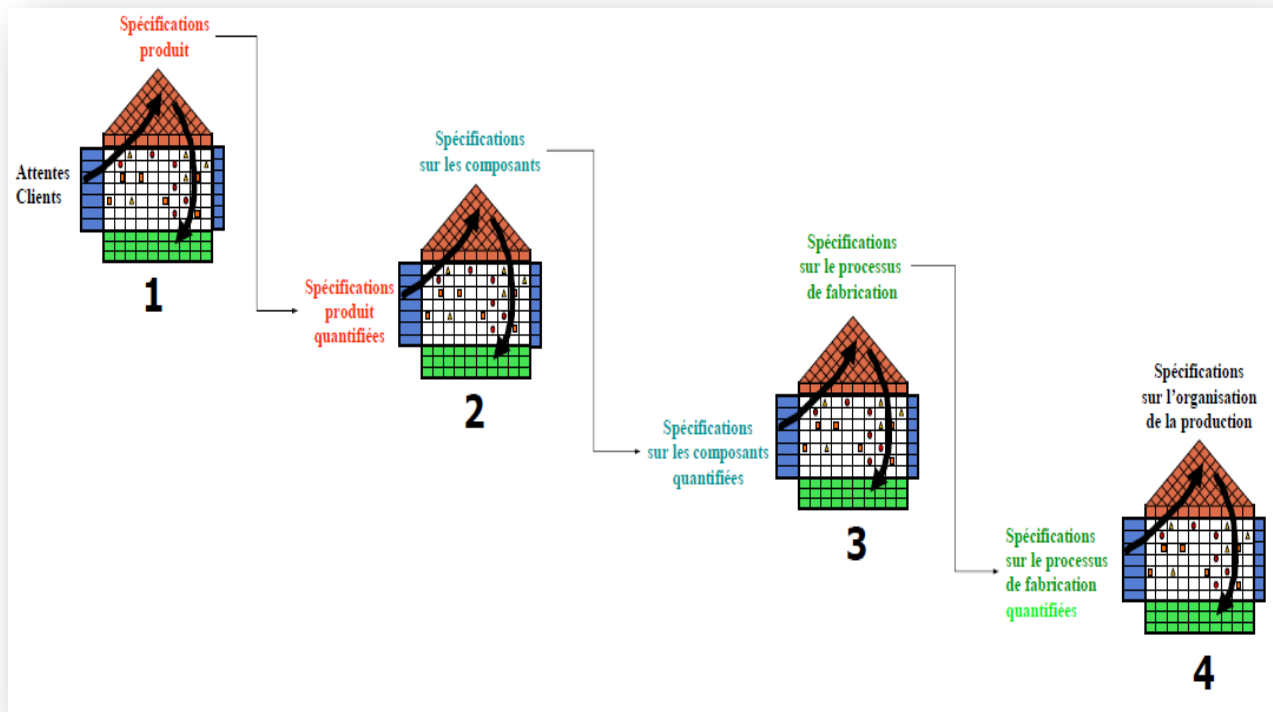 Spécifications
produit
Attentes
Clients
1
Spécifications
produit
quantifiées
Spécifications
sur les composants
2
Spécifications
sur les composants
quantifiées
Spécifications
sur le processus
de fabrication
3
Spécifications
sur le processus
de fabrication
quantifiées
Spécifications
sur l'organisation
de la production
4